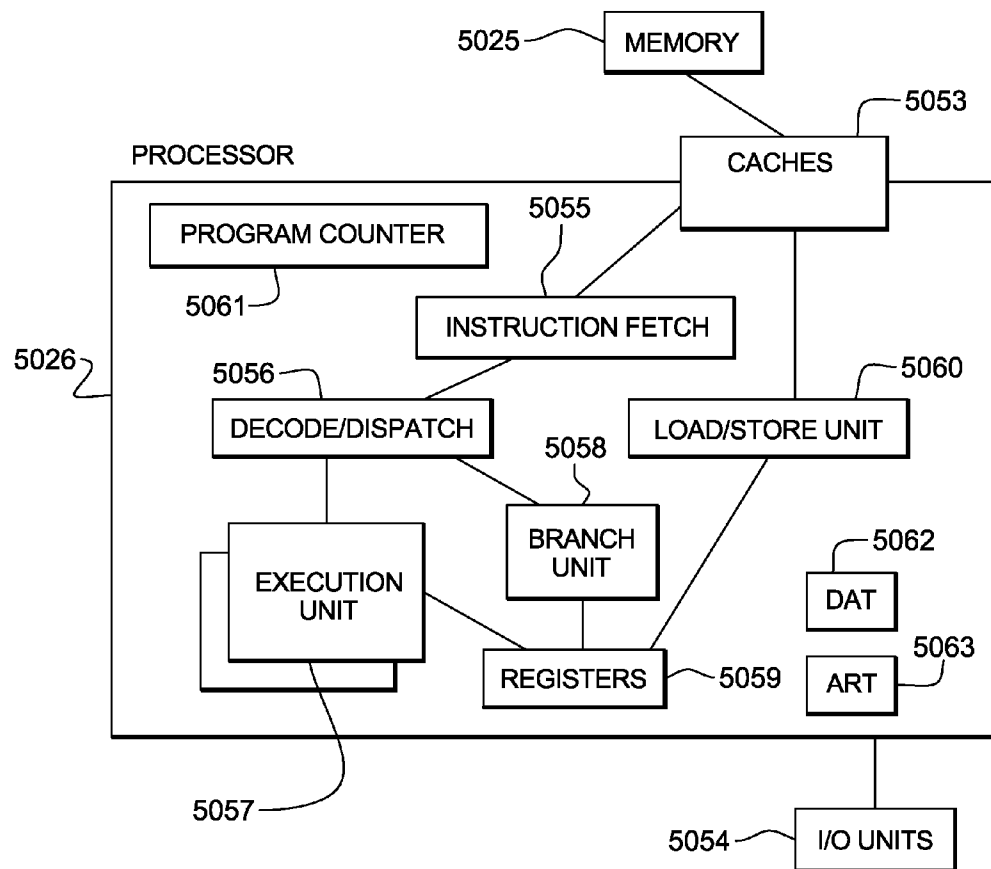 5025
MEMORY
5053
CACHES
PROCESSOR
PROGRAM COUNTER
5061
5055
INSTRUCTION FETCH
5026
5056
DECODE/DISPATCH
5060
LOAD/STORE UNIT
5058
BRANCH
UNIT
EXECUTION
UNIT
5062
DAT
5063
ART
REGISTERS
5059
5057
5054
I/O UNITS